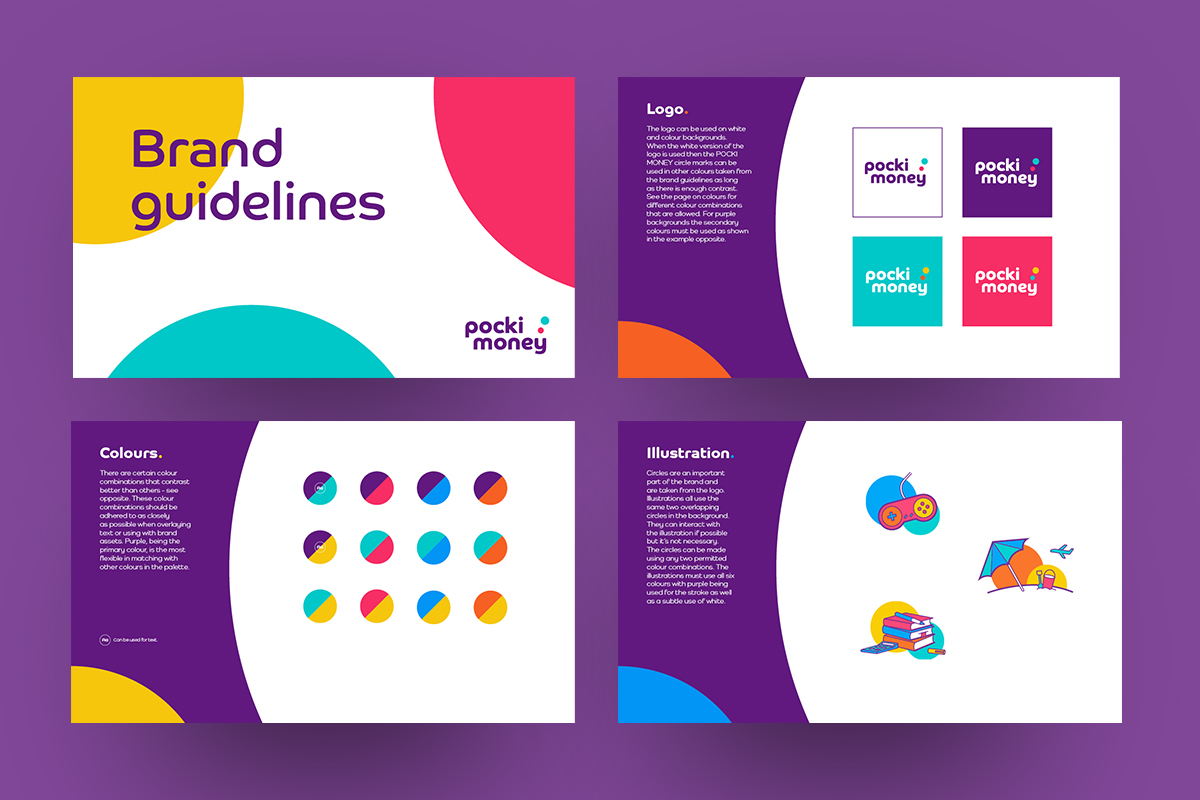 Brand
guidelines
pocki
money
Logo.
The logo can be used on white
and colour backgrounds.
When the white version of the
logo is used then the POCKI
MONEY circle marks can be
used in other colours taken from
the brand guidelines as long
as there is enough contrast.
See the page on colours for
different colour combinations
that are allowed. For purple
backgrounds the secondary
colours must be used as shown
in the example opposite.
pocki
money
pocki
money
pocki
money
pocki
money
Colours.
There are certain colour
combinations that contrast
better than others - see
opposite. These colour
combinations should be
adhered to as closely
as possible when overlaying
text or using with brand
assets. Purple, being the
primary colour, is the most
flexible in matching with
other colours in the palette.
Can be used for text.
Illustration.
Circles are an important
part of the brand and
are taken from the logo.
Illustrations all use the
same two overlapping
circles in the background.
They can interact with
the illustration if possible
but it's not necessary.
The circles can be made
using any two permitted
colour combinations. The
illustrations must use all six
colours with purple being
used for the stroke as well
as a subtle use of white.